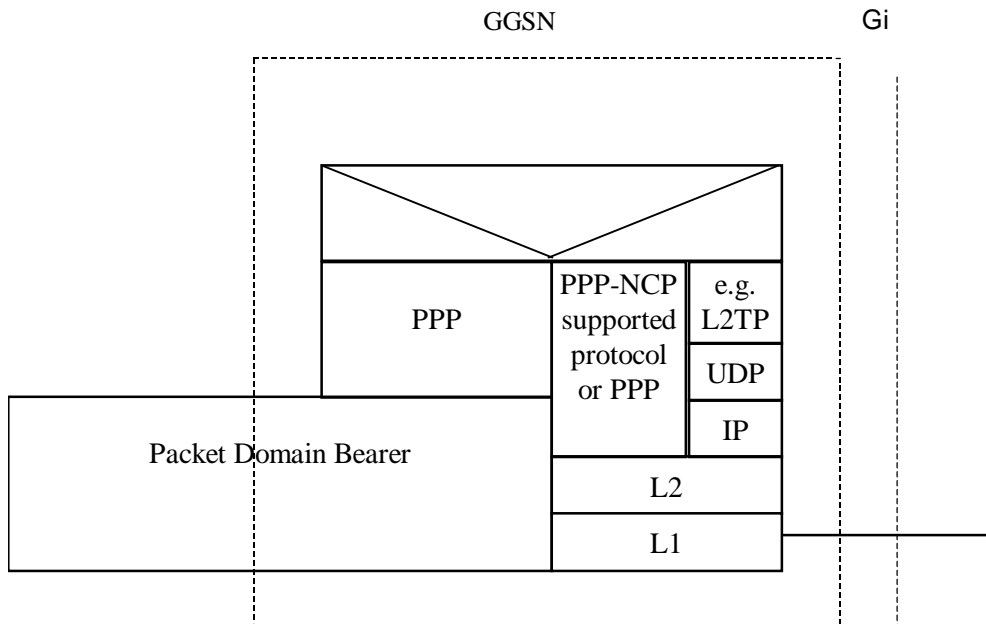 GGSN
Gi
PPP
PPP-NCP
supported
protocol
or PPP
e.g.
L2TP
UDP
IP
Packet Domain Bearer
L2
L1